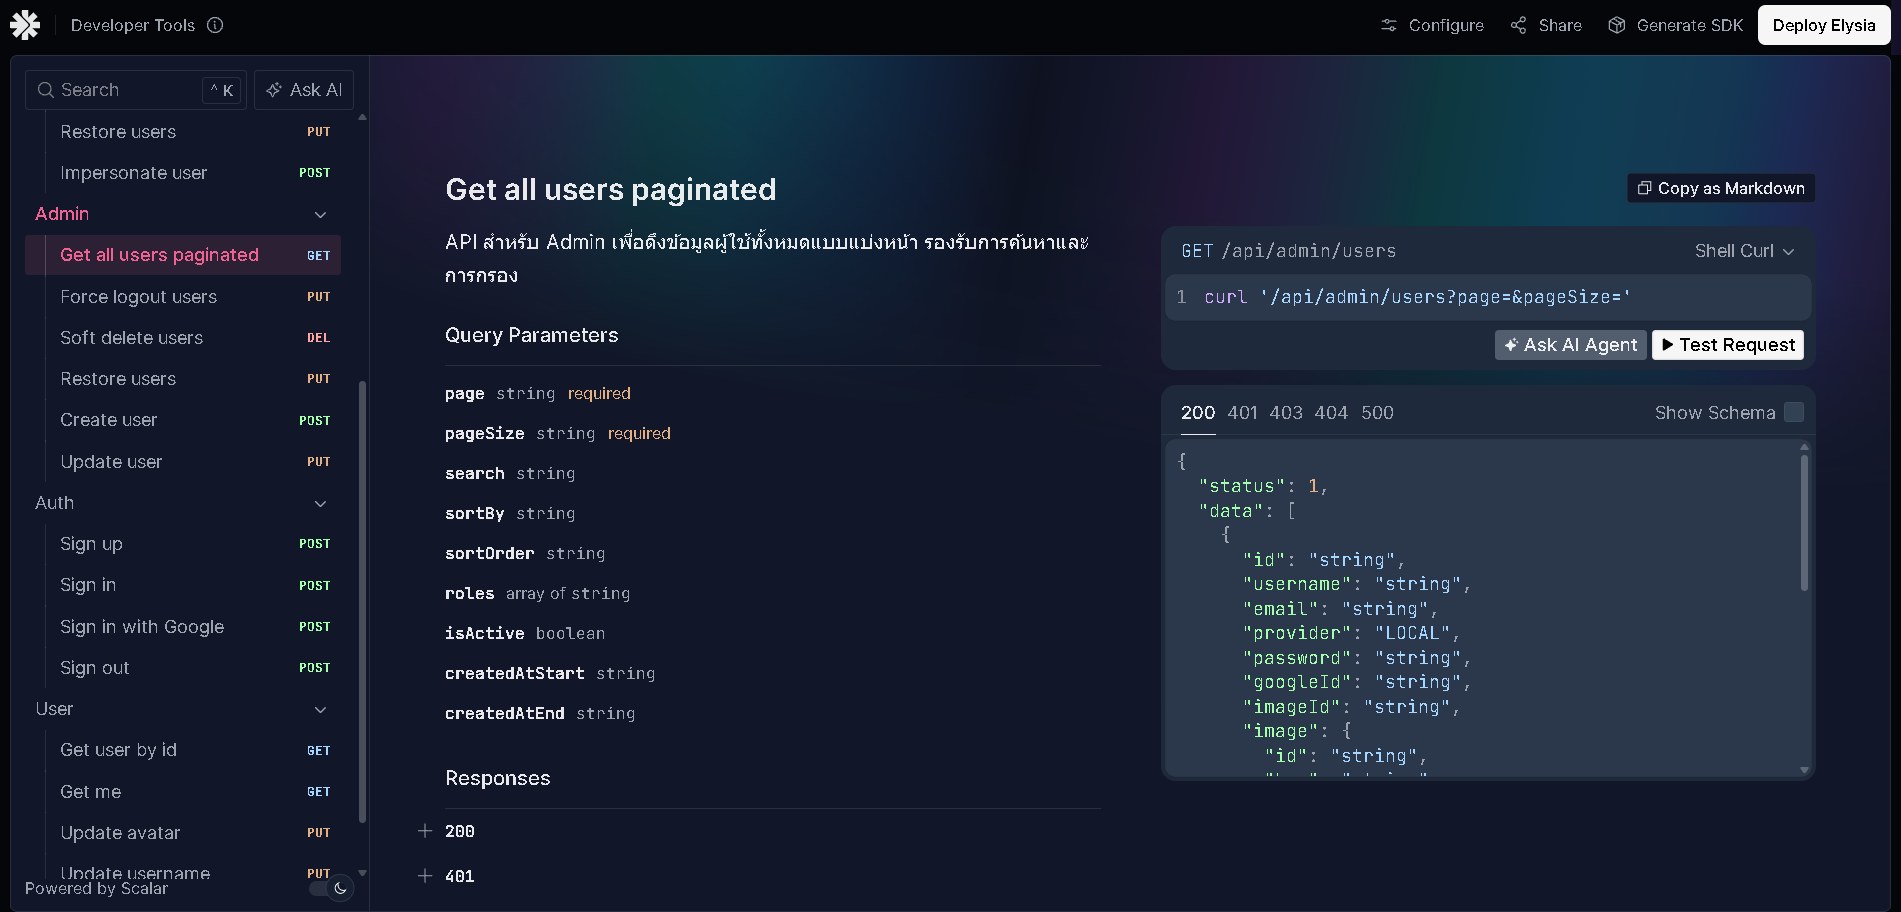 Developer Tools
Configure
Share
Generate SDK
Deploy Elysia
Search
^ K
Ask AI
Restore users PUT
Impersonate user POST
Admin
Get all users paginated GET
Force logout users PUT
Soft delete users DEL
Restore users PUT
Create user POST
Update user PUT
Auth
Sign up POST
Sign in POST
Sign in with Google POST
Sign out POST
User
Get user by id GET
Get me GET
Update avatar PUT
Update username PUT
Powered by Scalar
Get all users paginated
API สำหรับ Admin เพื่อดึงข้อมูลผู้ใช้ทั้งหมดแบบแบ่งหน้า รองรับการค้นหาและ
การกรอง
Query Parameters
page string required
pageSize string required
search string
sortBy string
sortOrder string
roles array of string
isActive boolean
createdAtStart string
createdAtEnd string
Responses
200
401
Copy as Markdown
GET /api/admin/users
Shell Curl
1 curl '/api/admin/users?page=&pageSize='
Ask AI Agent
Test Request
200 401 403 404 500
Show Schema
{
"status": 1,
"data": [
{
"id": "string",
"username": "string",
"email": "string",
"provider": "LOCAL",
"password": "string",
"googleId": "string",
"imageId": "string",
"image": {
"id": "string",